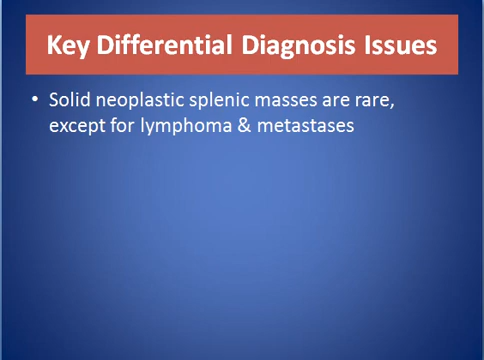 Key Differential Diagnosis Issues
• Solid neoplastic splenic masses are rare,
except for lymphoma & metastases